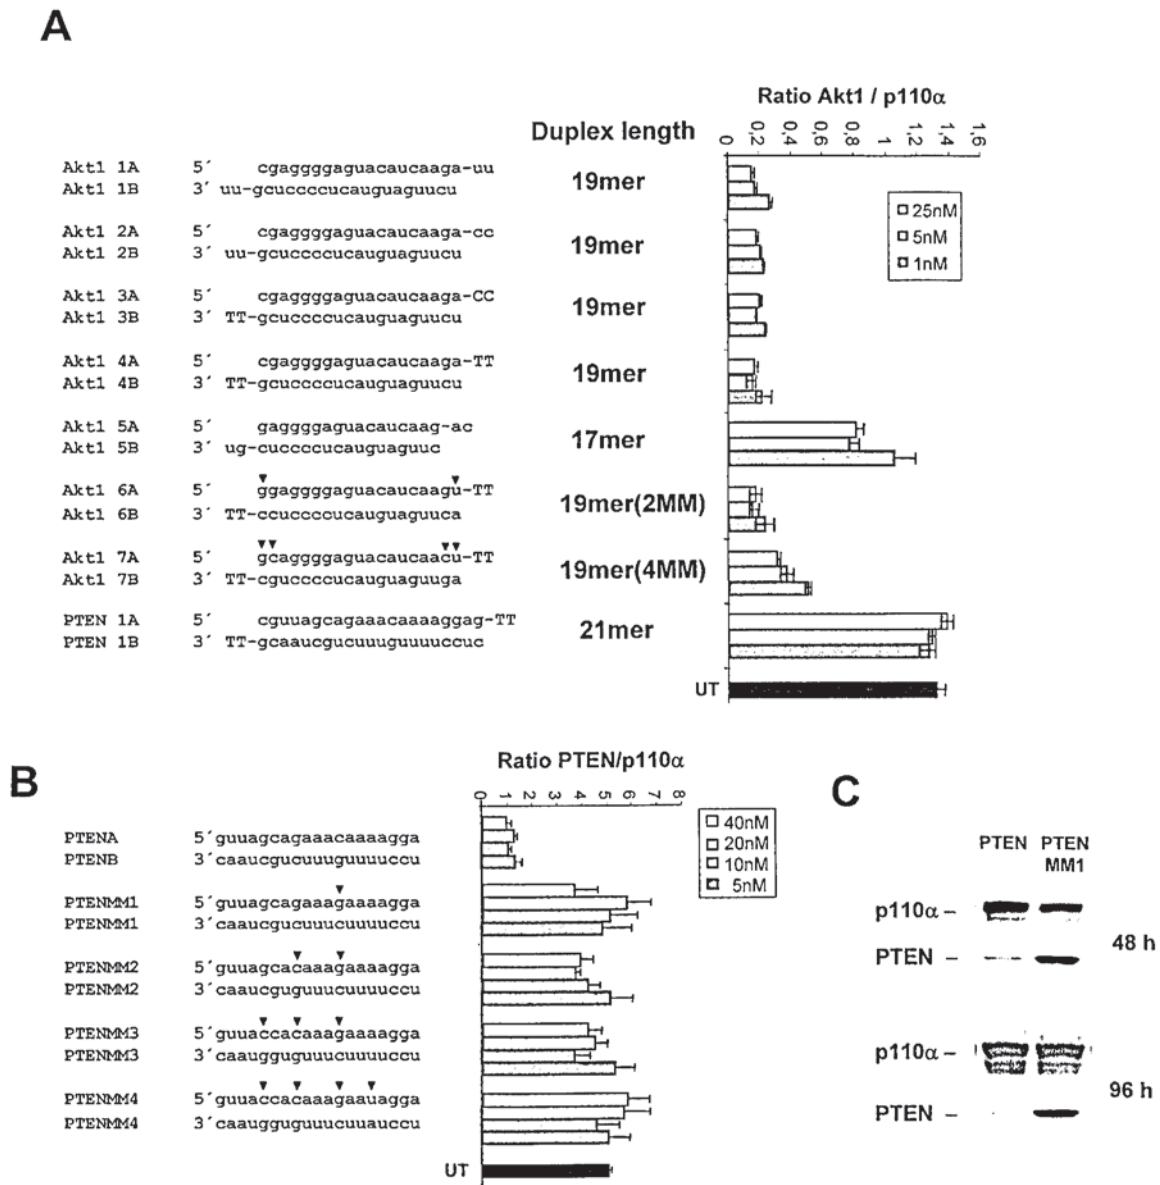 A
Ratio Akt1 / p110α
Duplex length
0 0,2 0,4 0,8 1 1,2 1,4 1,6
25nM
5nM
1nM
Akt1 1A 5´ cgaggggaguacaucaaga-uu
Akt1 1B 3´ uu-gcuccccucauguaguucu
19mer
Akt1 2A 5´ cgaggggaguacaucaaga-cc
Akt1 2B 3´ uu-gcuccccucauguaguucu
19mer
Akt1 3A 5´ cgaggggaguacaucaaga-CC
Akt1 3B 3´ TT-gcuccccucauguaguucu
19mer
Akt1 4A 5´ cgaggggaguacaucaaga-TT
Akt1 4B 3´ TT-gcuccccucauguaguucu
19mer
Akt1 5A 5´ gaggggaguacaucaag-ac
Akt1 5B 3´ ug-cuccccucauguaguuc
17mer
Akt1 6A 5´ ggaggggaguacaucaagu-TT
Akt1 6B 3´ TT-ccuccccucauguaguuca
19mer(2MM)
Akt1 7A 5´ gcaggggaguacaucaacu-TT
Akt1 7B 3´ TT-cguccccucauguaguuga
19mer(4MM)
PTEN 1A 5´ cguuagcagaaacaaaaggag-TT
PTEN 1B 3´ TT-gcaaucgucuuuguuuuccuc
21mer
UT
B
Ratio PTEN/p110α
0 1 2 3 4 5 6 7 8
40nM
20nM
10nM
5nM
PTENA 5´guuagcagaaacaaaagga
PTENB 3´caaucgucuuuguuuuccu
PTENMM1 5´guuagcagaaagaaaagga
PTENMM1 3´caaucgucuuucuuuuccu
PTENMM2 5´guuagcacaaagaaaagga
PTENMM2 3´caaucguguuucuuuuccu
PTENMM3 5´guuaccacaaagaaaagga
PTENMM3 3´caaugguguuucuuuuccu
PTENMM4 5´guuaccacaaagaauagga
PTENMM4 3´caaugguguuucuuauccu
UT
C
PTEN PTEN MM1
p110α –
PTEN –
48 h
p110α –
PTEN –
96 h